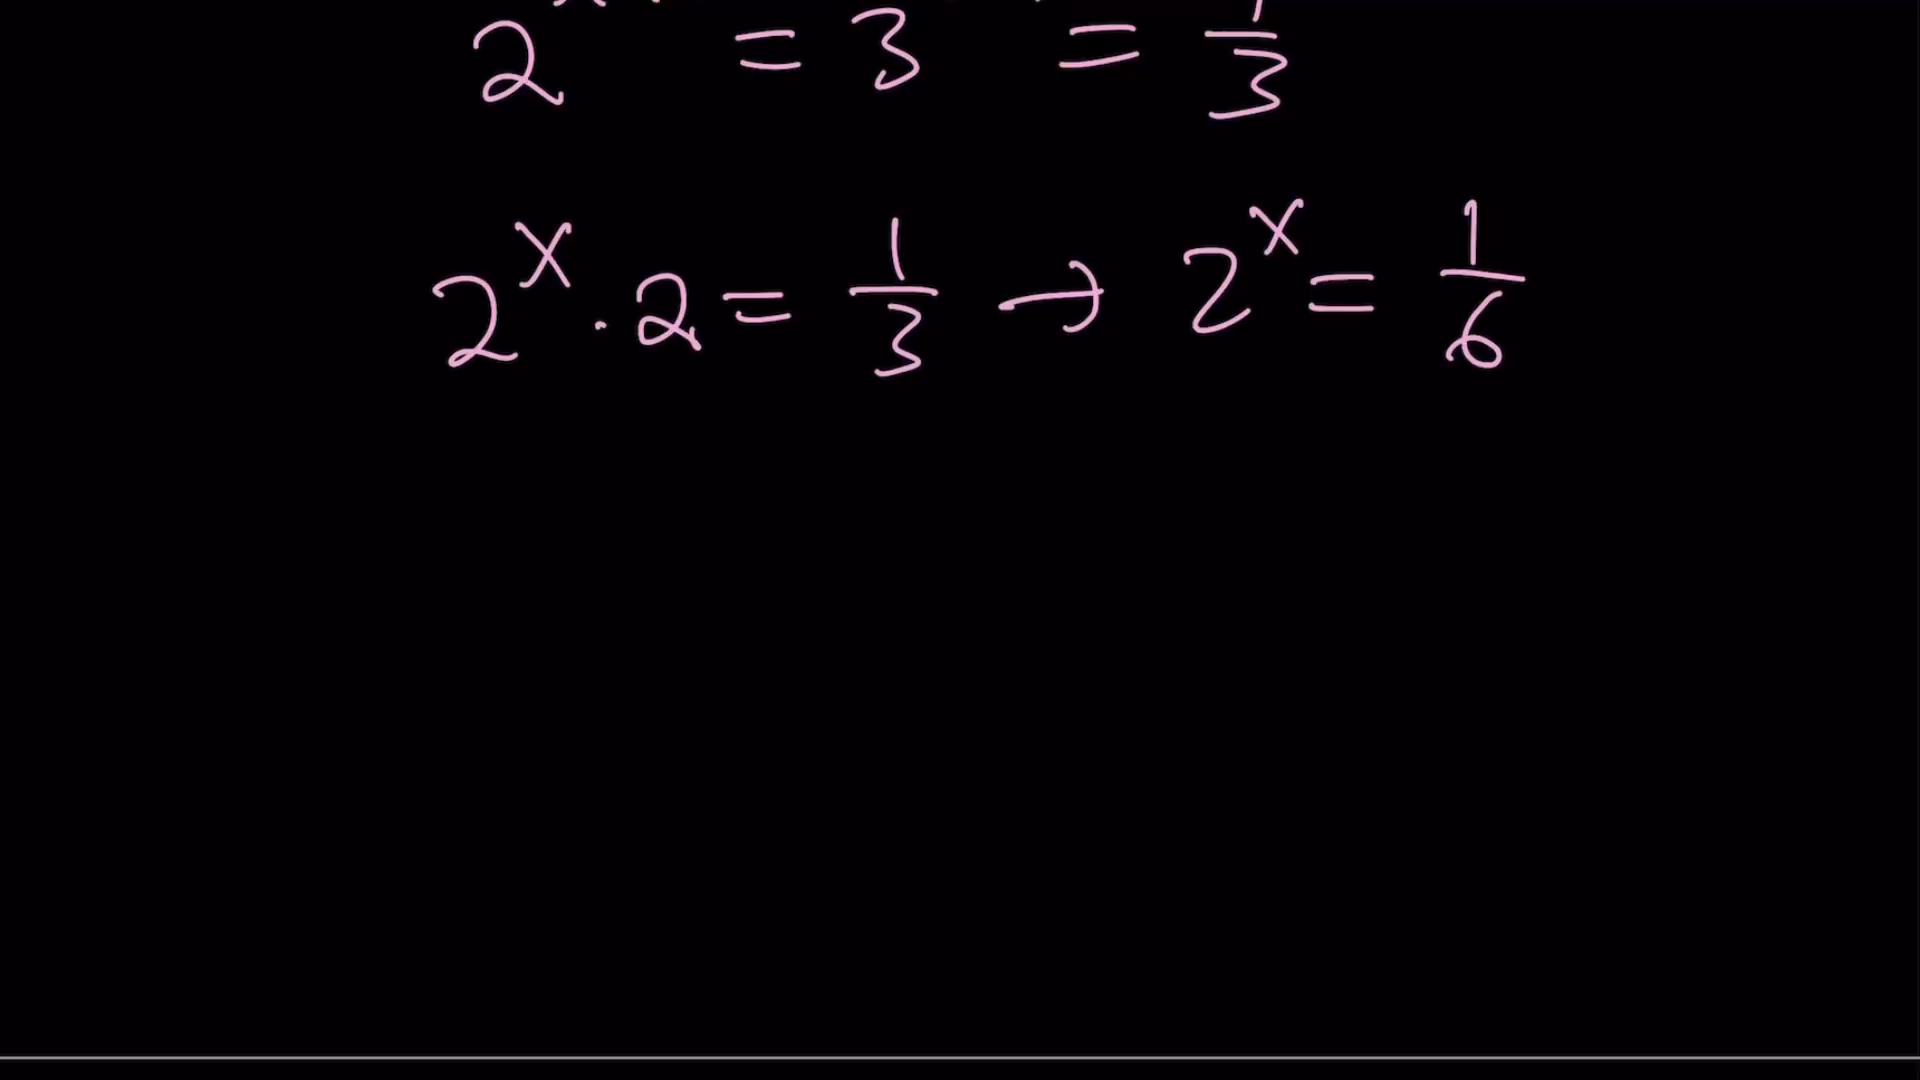 2^x = 3 = 1/3
2^x · 2 = 1/3 → 2^x = 1/6